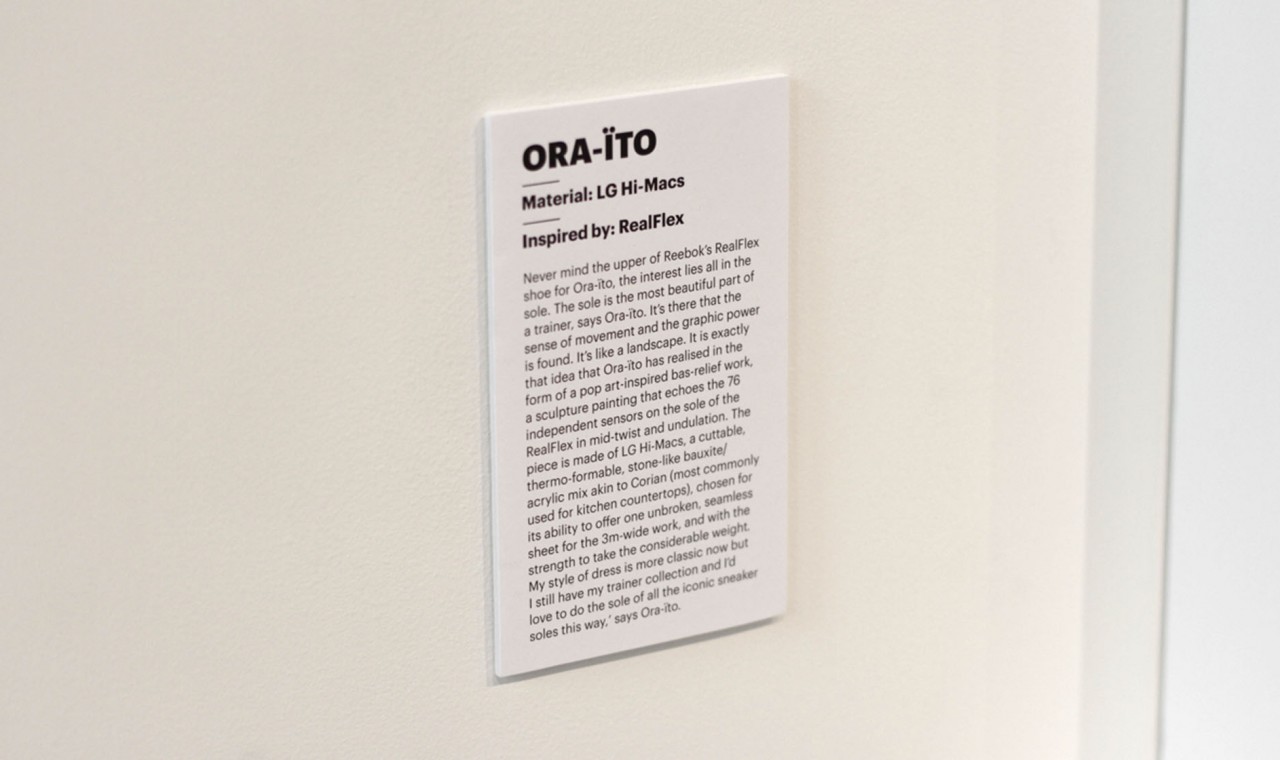 ORA-ÏTO
Material: LG Hi-Macs
Inspired by: RealFlex
Never mind the upper of Reebok's RealFlex
shoe for Ora-ïto, the interest lies all in the
sole. The sole is the most beautiful part of
a trainer, says Ora-ïto. It's there that the
sense of movement and the graphic power
is found. It's like a landscape. It is exactly
that idea that Ora-ïto has realised in the
form of a pop art-inspired bas-relief work,
a sculpture painting that echoes the 76
independent sensors on the sole of the
RealFlex in mid-twist and undulation. The
piece is made of LG Hi-Macs, a cuttable,
thermo-formable, stone-like bauxite/
acrylic mix akin to Corian (most commonly
used for kitchen countertops), chosen for
its ability to offer one unbroken, seamless
sheet for the 3m-wide work, and with the
strength to take the considerable weight.
My style of dress is more classic now but
I still have my trainer collection and I'd
love to do the sole of all the iconic sneaker
soles this way,' says Ora-ïto.